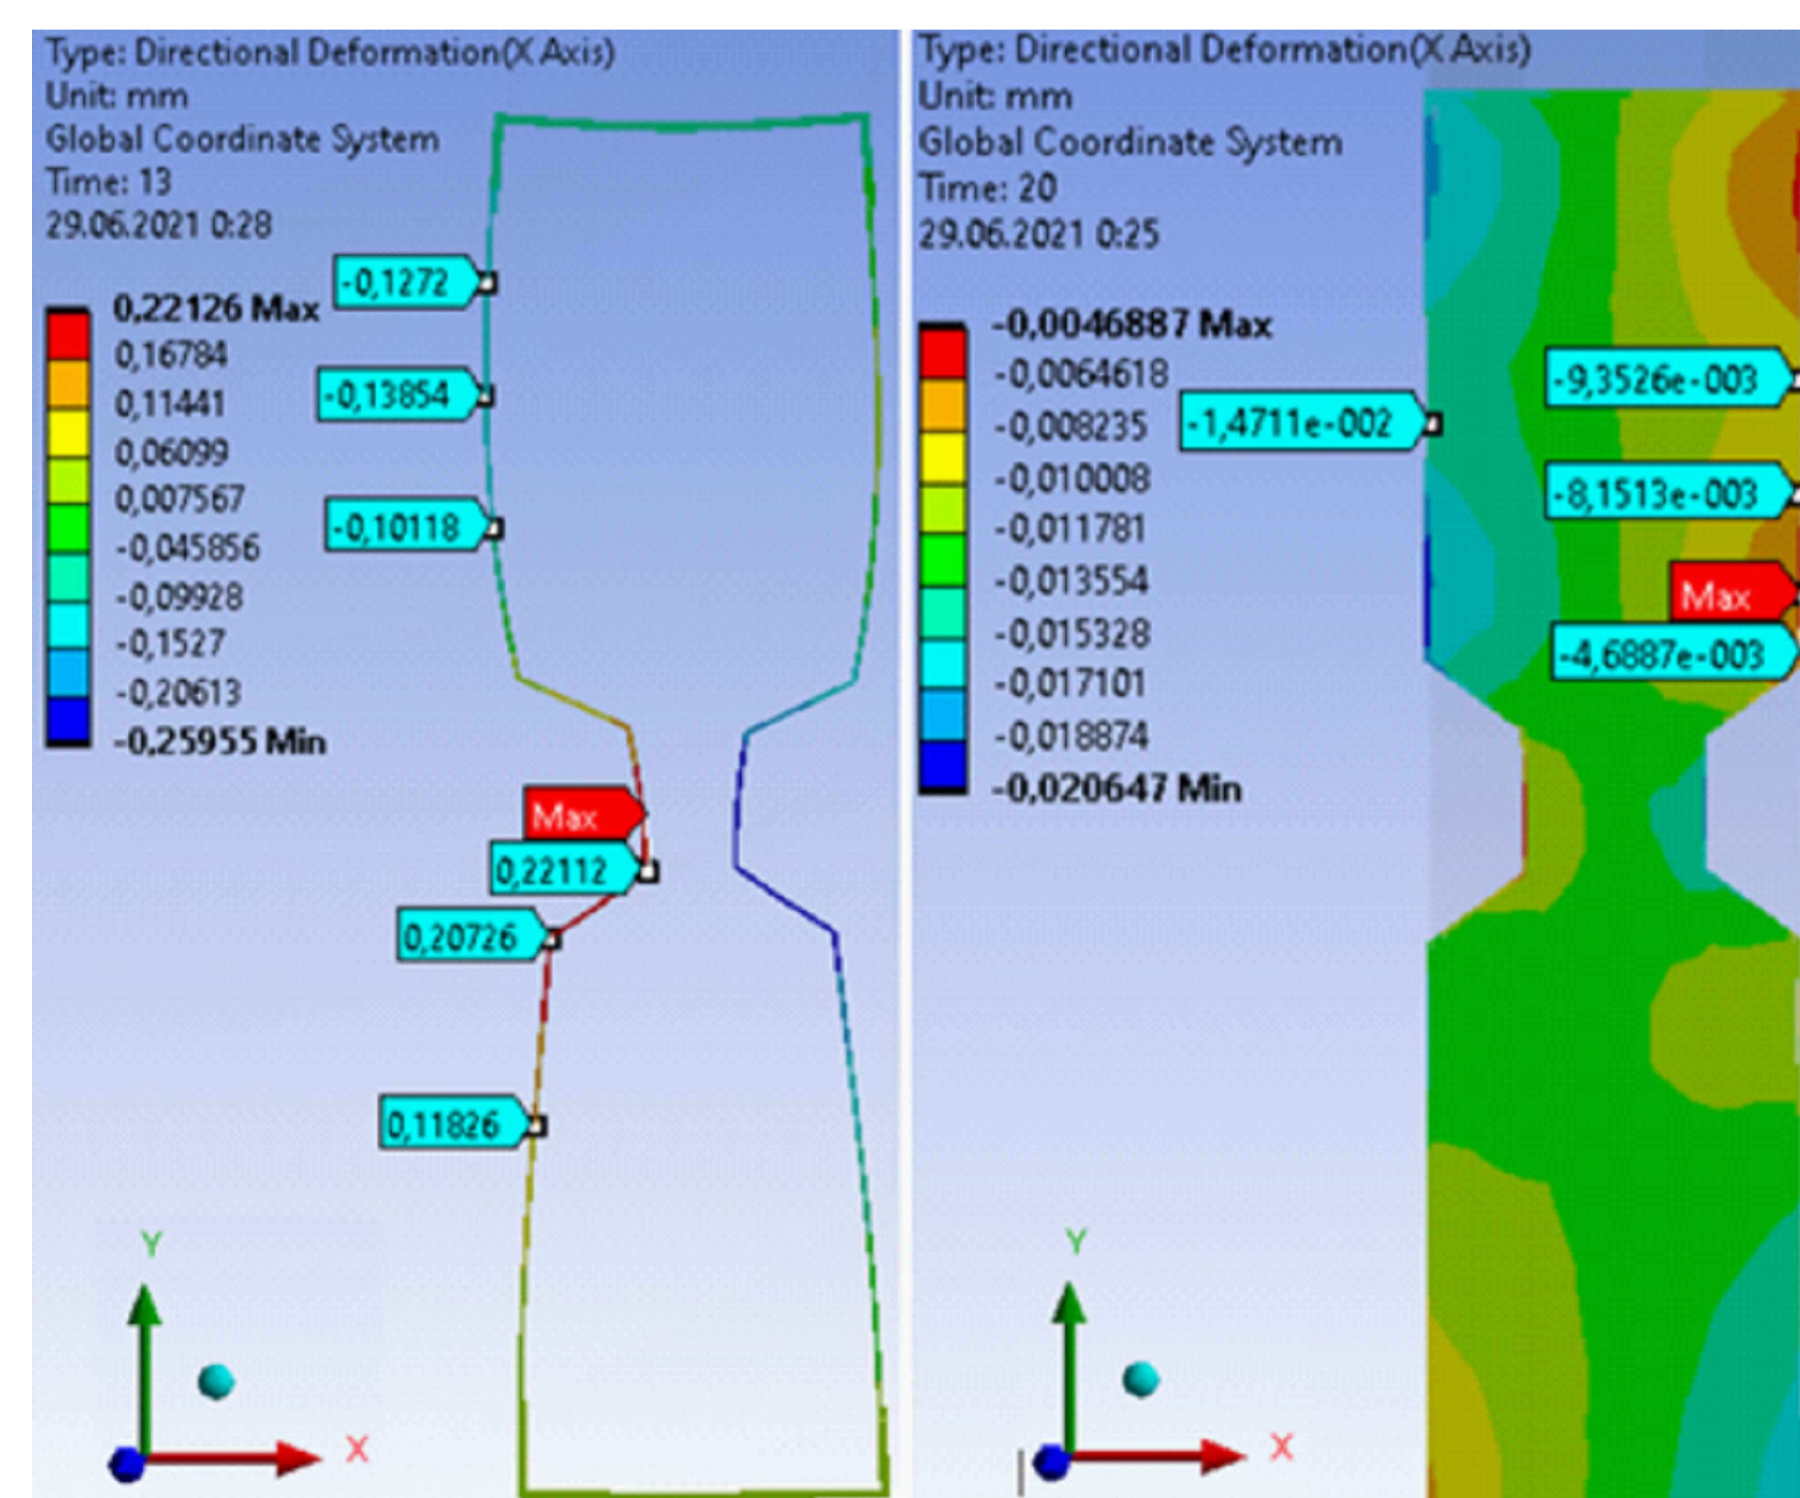 Type: Directional Deformation(X Axis)
Unit: mm
Global Coordinate System
Time: 13
29.06.2021 0:28
-0,1272
0,22126 Max
0,16784
-0,13854
0,11441
0,06099
0,007567
-0,10118
-0,045856
-0,09928
-0,1527
-0,20613
-0,25955 Min
Max
0,22112
0,20726
0,11826
Y
X
Type: Directional Deformation(X Axis)
Unit: mm
Global Coordinate System
Time: 20
29.06.2021 0:25
-0,0046887 Max
-0,0064618
-9,3526e-003
-0,008235
-1,4711e-002
-0,010008
-8,1513e-003
-0,011781
-0,013554
Max
-0,015328
-4,6887e-003
-0,017101
-0,018874
-0,020647 Min
Y
X